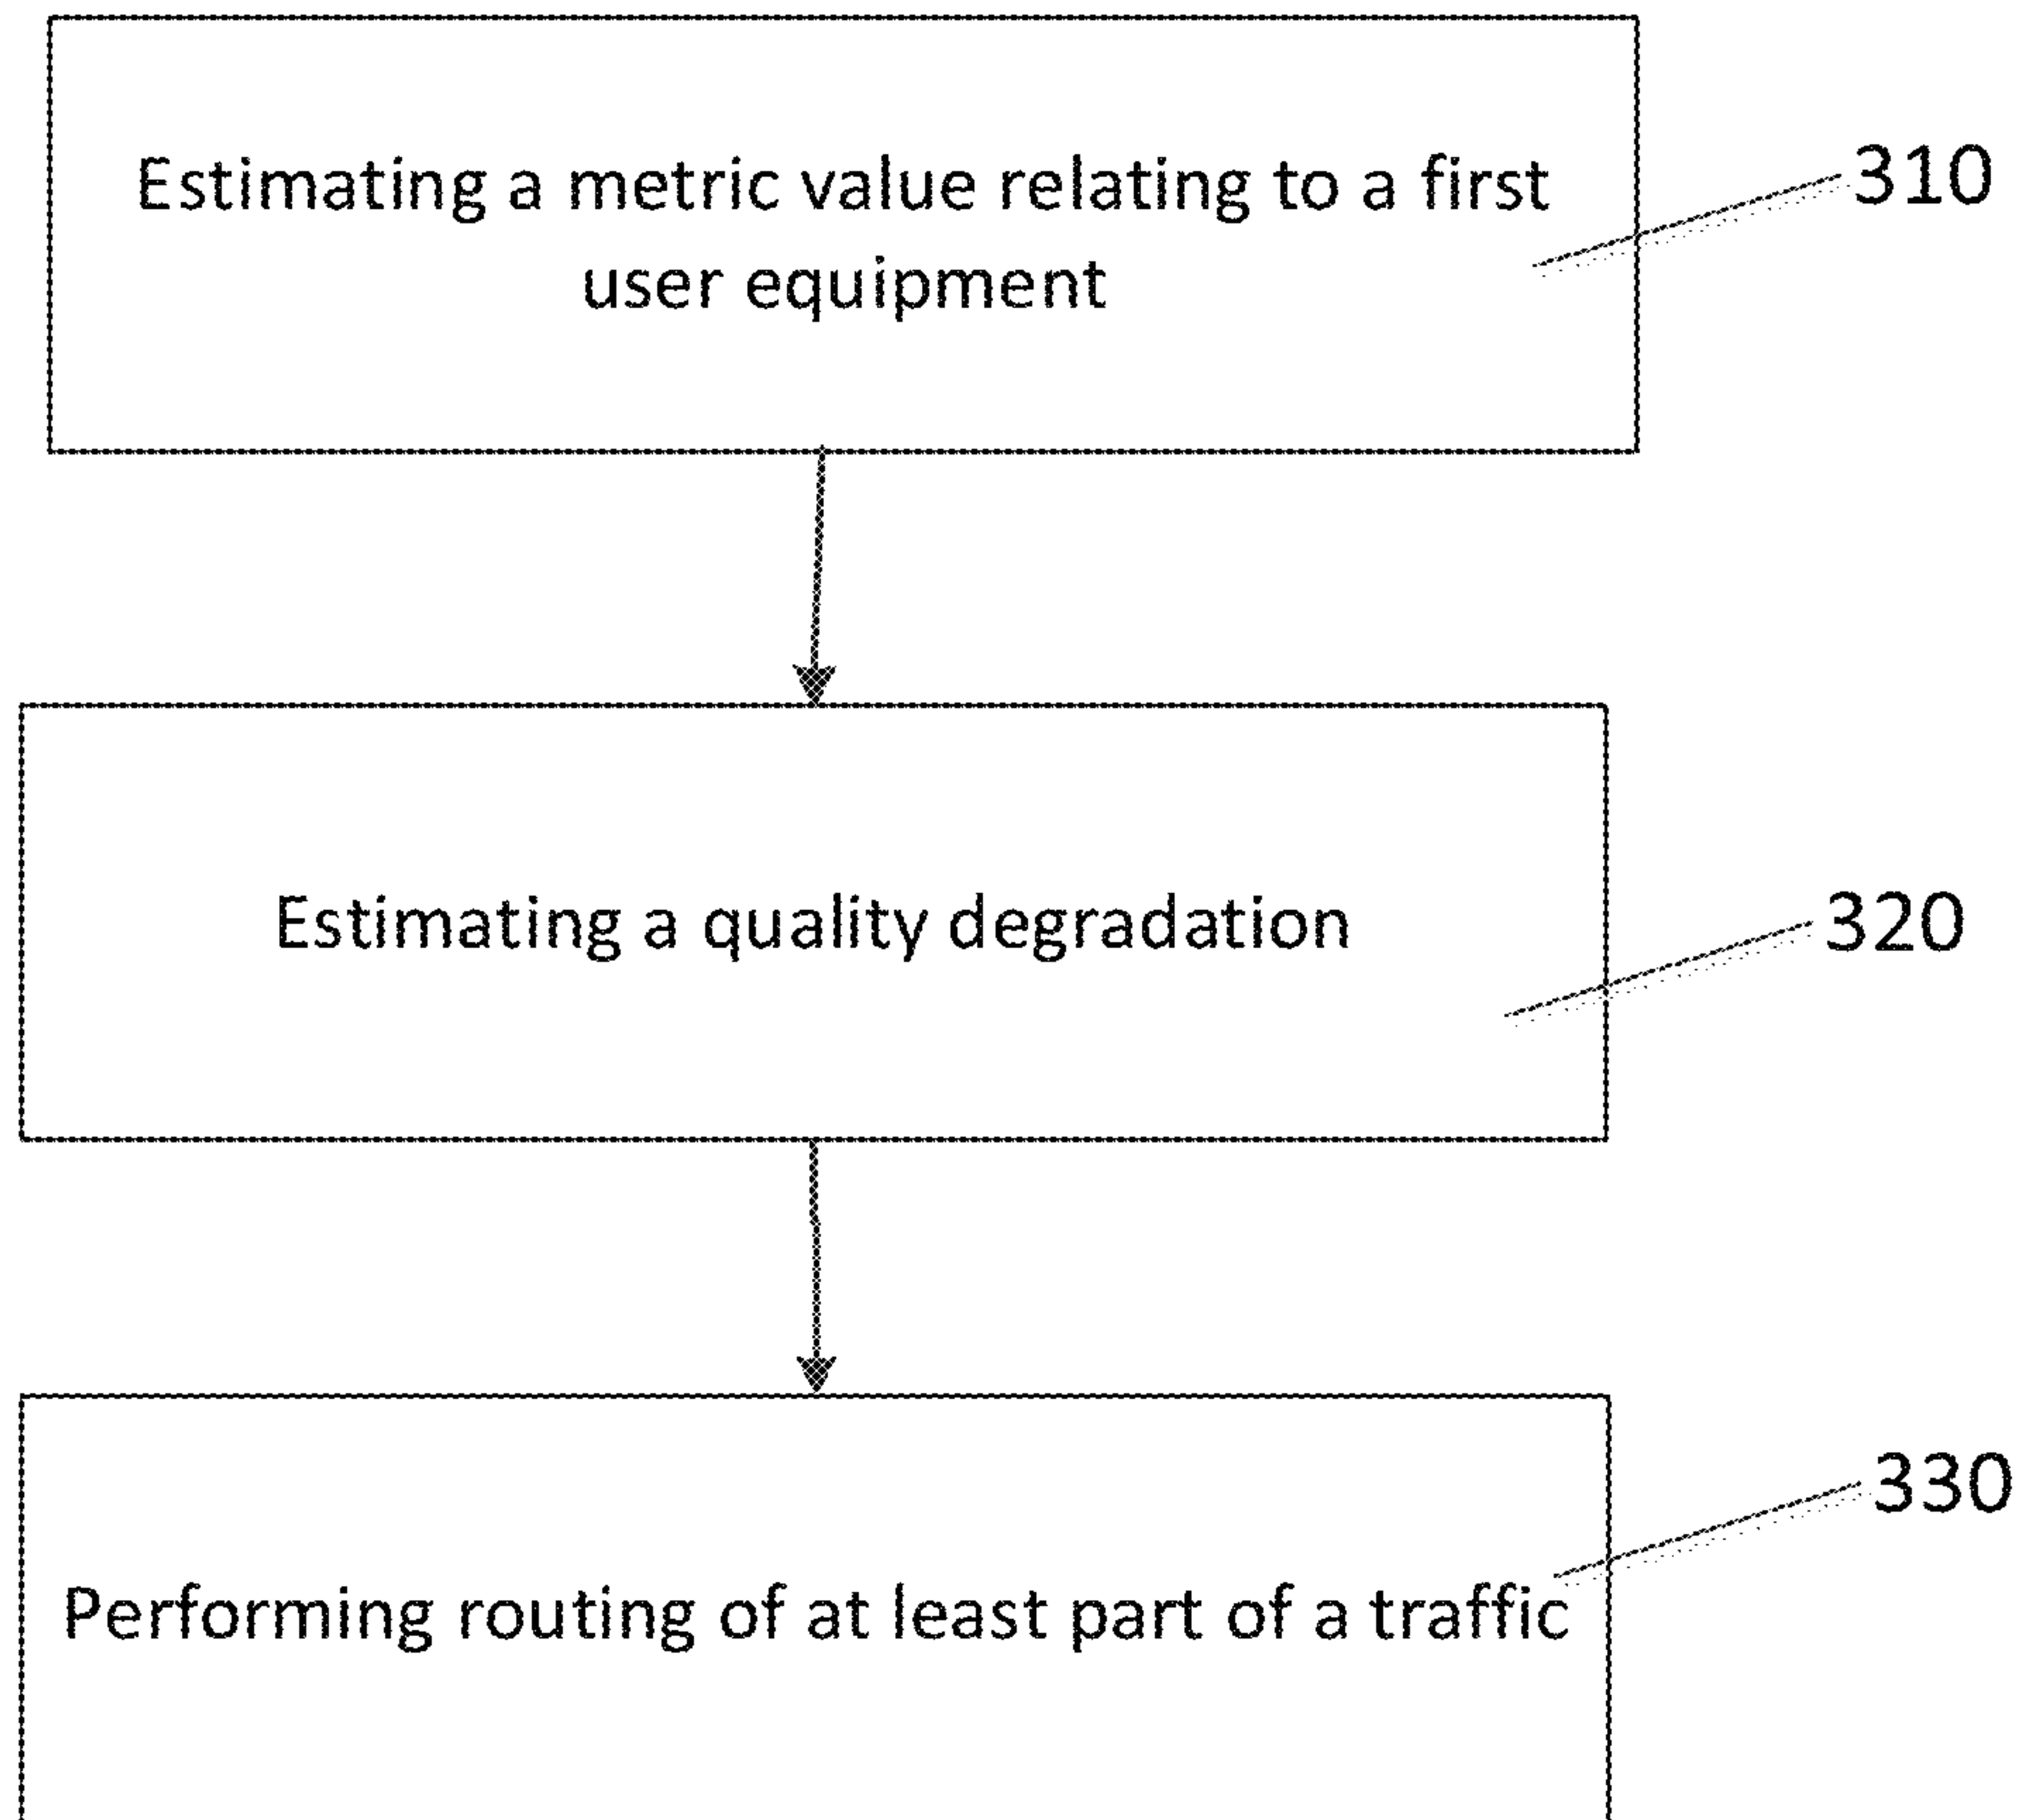 Estimating a metric value relating to a first
user equipment
310
Estimating a quality degradation
320
330
Performing routing of at least part of a traffic